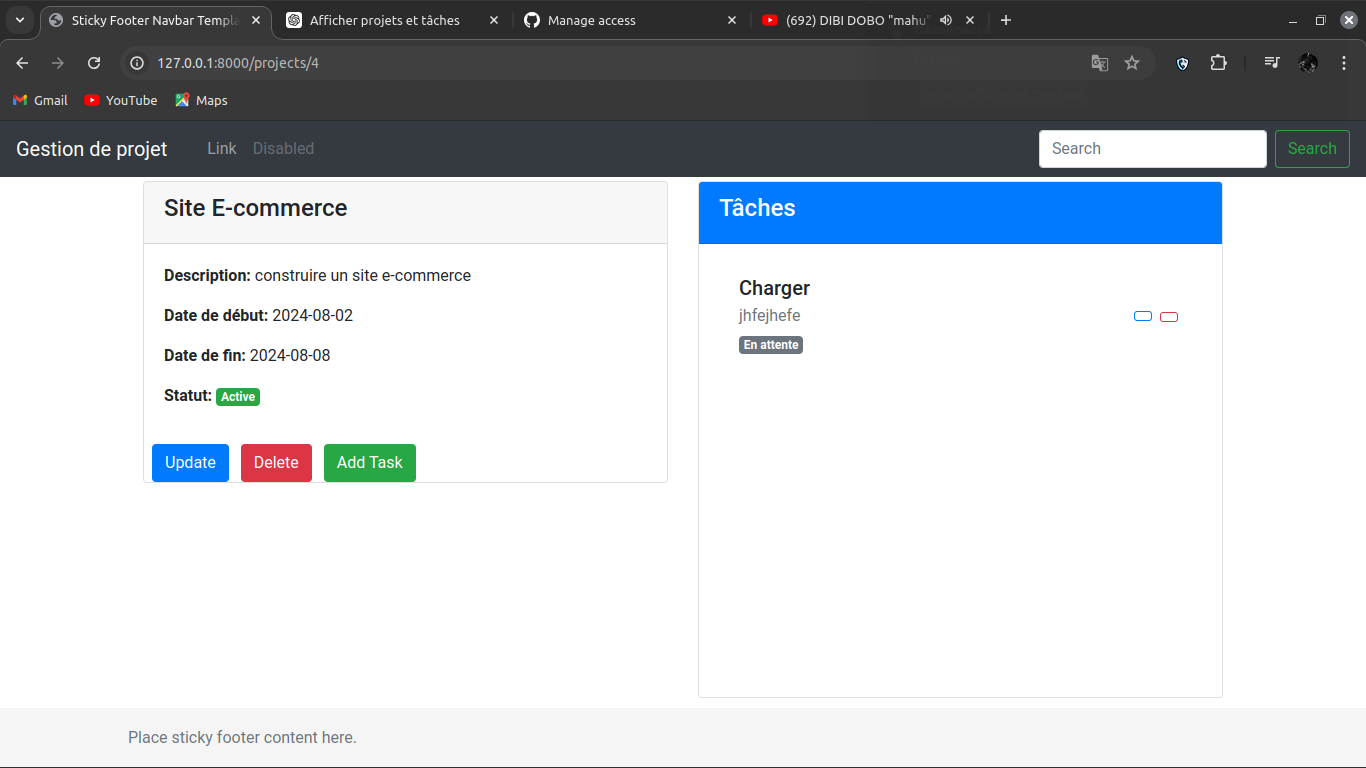 Sticky Footer Navbar Templa
Afficher projets et tâches
Manage access
(692) DIBI DOBO "mahu"
127.0.0.1:8000/projects/4
Gmail
YouTube
Maps
Gestion de projet
Link
Disabled
Search
Search
Site E-commerce
Description: construire un site e-commerce
Date de début: 2024-08-02
Date de fin: 2024-08-08
Statut: Active
Update
Delete
Add Task
Tâches
Charger
jhfejhefe
En attente
Place sticky footer content here.